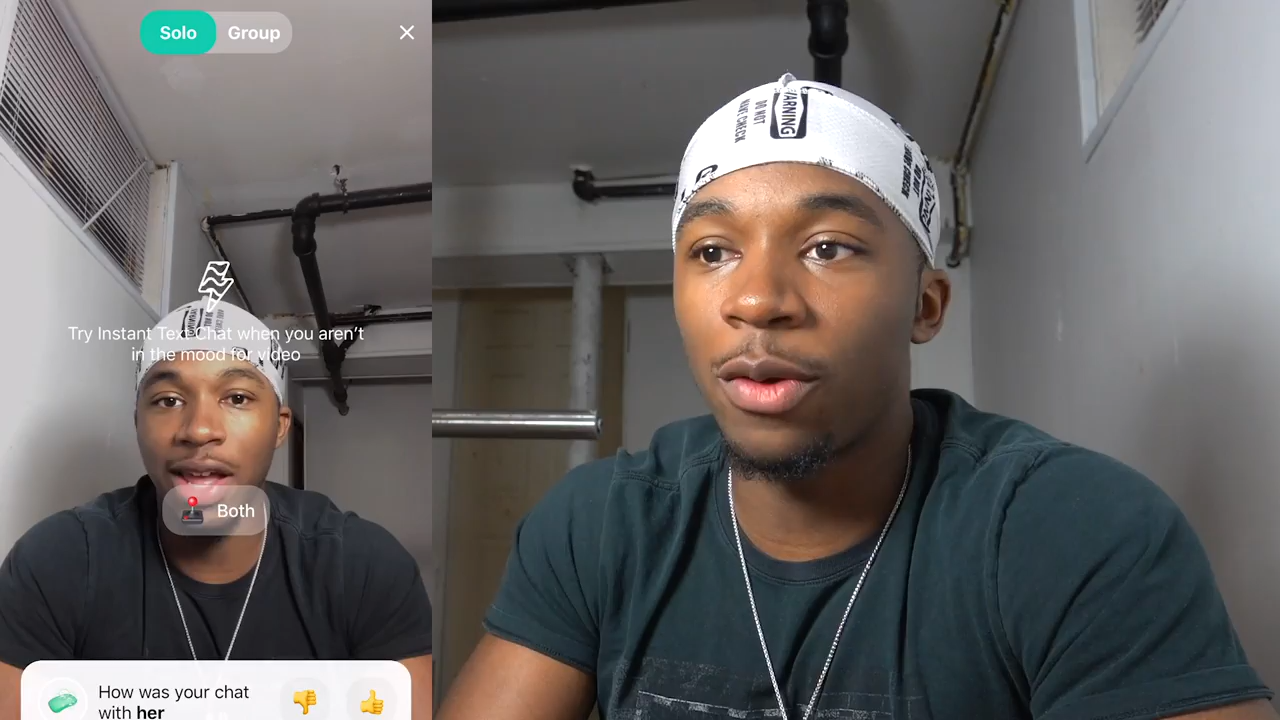 Solo
Group
Try Instant Text Chat when you aren't
in the mood for video
Both
How was your chat
with her
WARNING
DO NOT